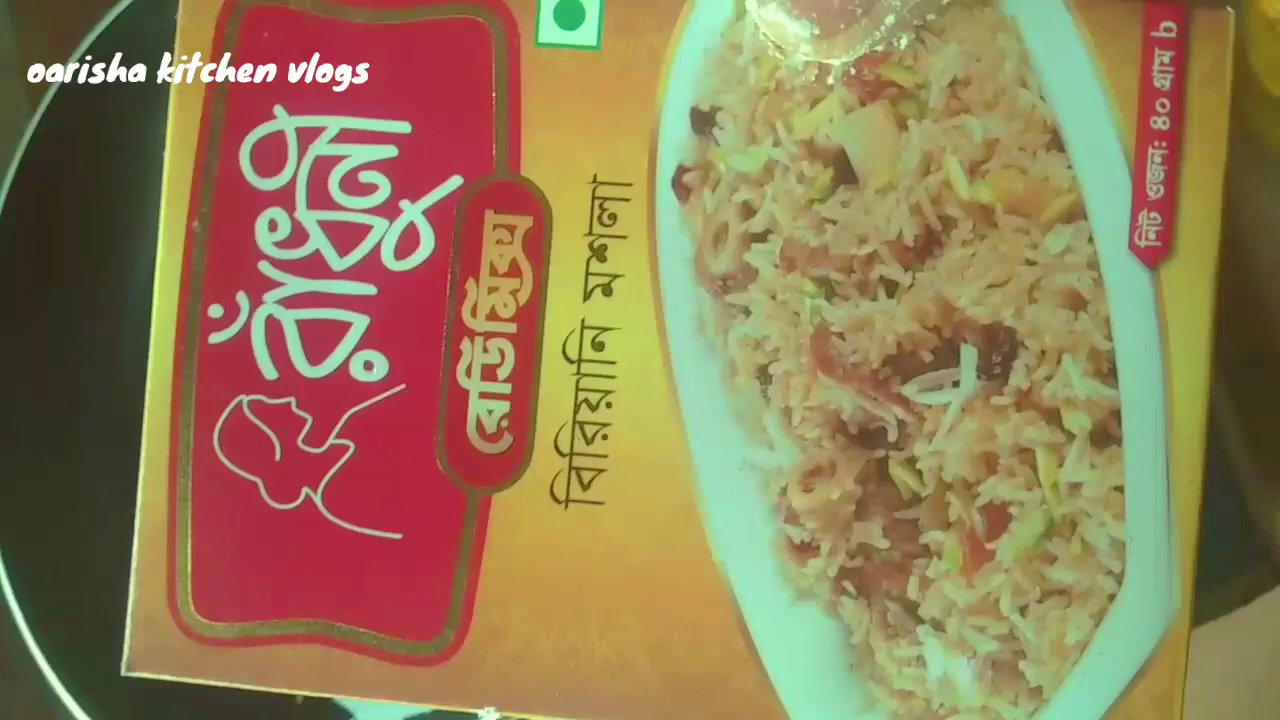 oarisha kitchen vlogs
রাঁধুনী
রেডিমিক্স
বিরিয়ানি মশলা
নিট ওজন: ৪০ গ্রাম